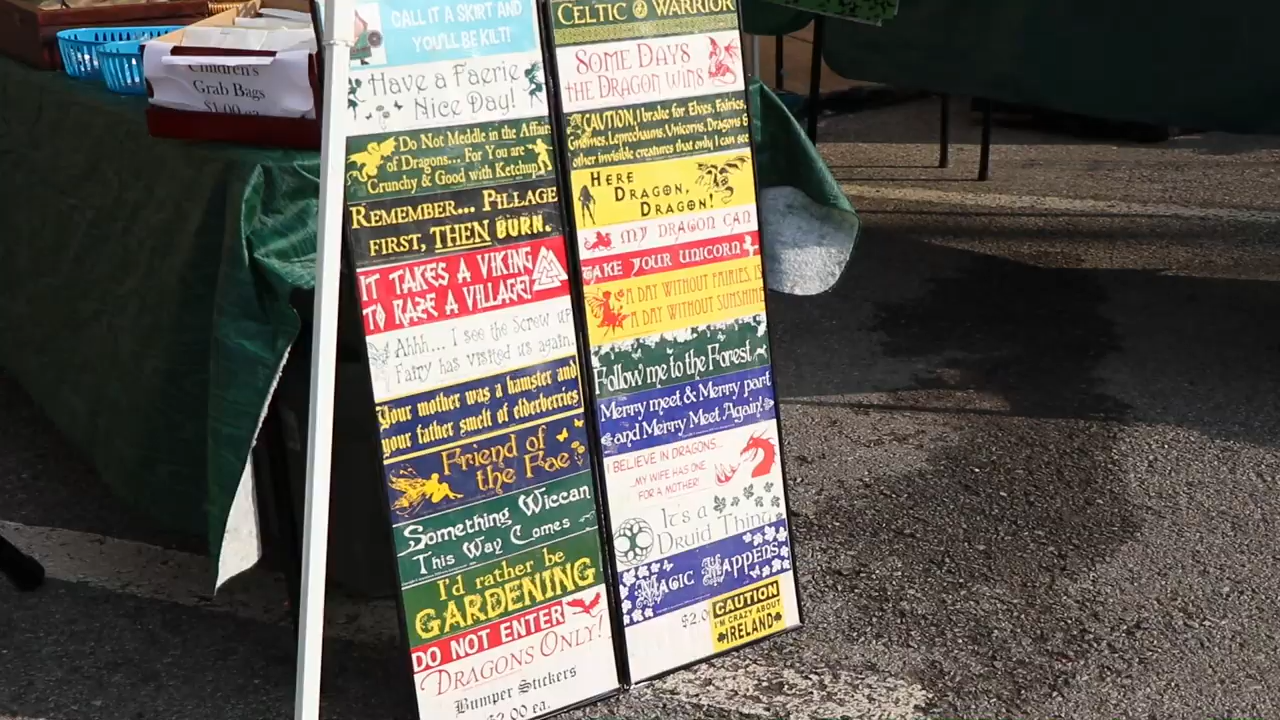 Children's
Grab Bags
$1.00 ea
CALL IT A SKIRT AND
YOU'LL BE KILT!
Have a Faerie
Nice Day!
Do Not Meddle in the Affairs
of Dragons... For You are
Crunchy & Good with Ketchup!
REMEMBER... PILLAGE
FIRST, THEN BURN.
IT TAKES A VIKING
TO RAZE A VILLAGE!
Ahhh... I see the Screw up
Fairy has visited us again.
Your mother was a hamster and
your father smelt of elderberries
Friend of
the Fae
Something Wiccan
This Way Comes
I'd rather be
GARDENING
DO NOT ENTER
DRAGONS ONLY!
Bumper Stickers
$2.00 ea.
CELTIC WARRIOR
SOME DAYS
THE DRAGON WINS
CAUTION, I brake for Elves, Fairies,
Gnomes, Leprechauns, Unicorns, Dragons &
other invisible creatures that only I can see
HERE
DRAGON,
DRAGON!
MY DRAGON CAN
TAKE YOUR UNICORN
A DAY WITHOUT FAIRIES, IS
A DAY WITHOUT SUNSHINE
Follow me to the Forest
Merry meet & Merry part
and Merry Meet Again!
I BELIEVE IN DRAGONS...
...MY WIFE HAS ONE
FOR A MOTHER!
It's a
Druid Thing
MAGIC HAPPENS
$2.0
CAUTION
I'M CRAZY ABOUT
IRELAND